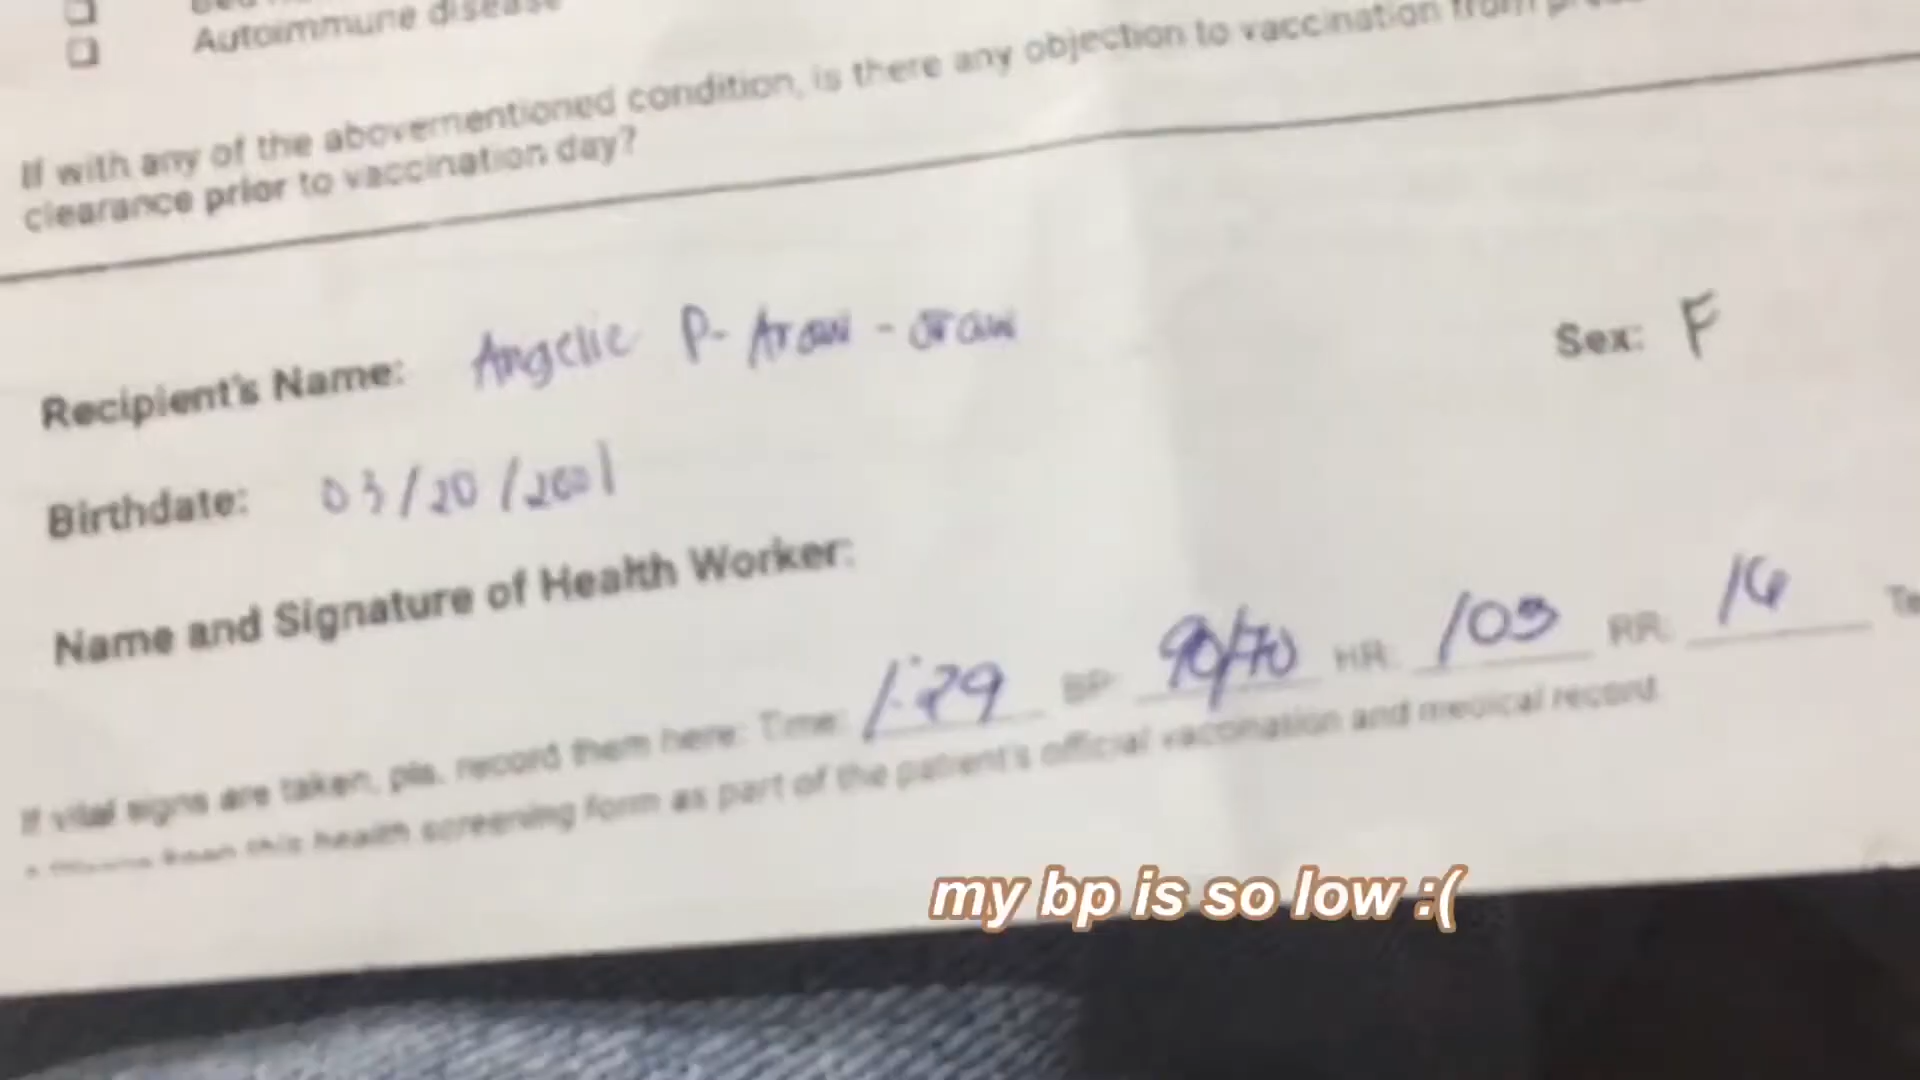 Autoimmune disease
If with any of the abovementioned condition, is there any objection to vaccination from
clearance prior to vaccination day?
Recipient's Name: Angelie P. Araw-araw Sex: F
Birthdate: 03/20/2001
Name and Signature of Health Worker:
If vital signs are taken, pls. record them here: Time: 1:29 BP: 90/70 HR: 103 RR: 16
this health screening form as part of the patient's official vaccination and medical record
my bp is so low :(